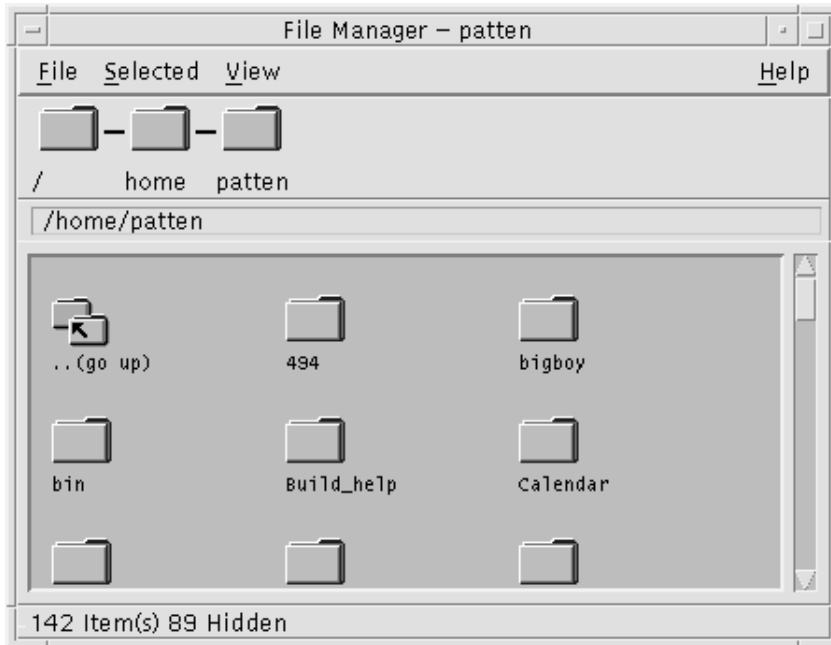 File Manager – patten
File Selected View Help
/ home patten
/home/patten
..(go up) 494 bigboy
bin Build_help Calendar
142 Item(s) 89 Hidden